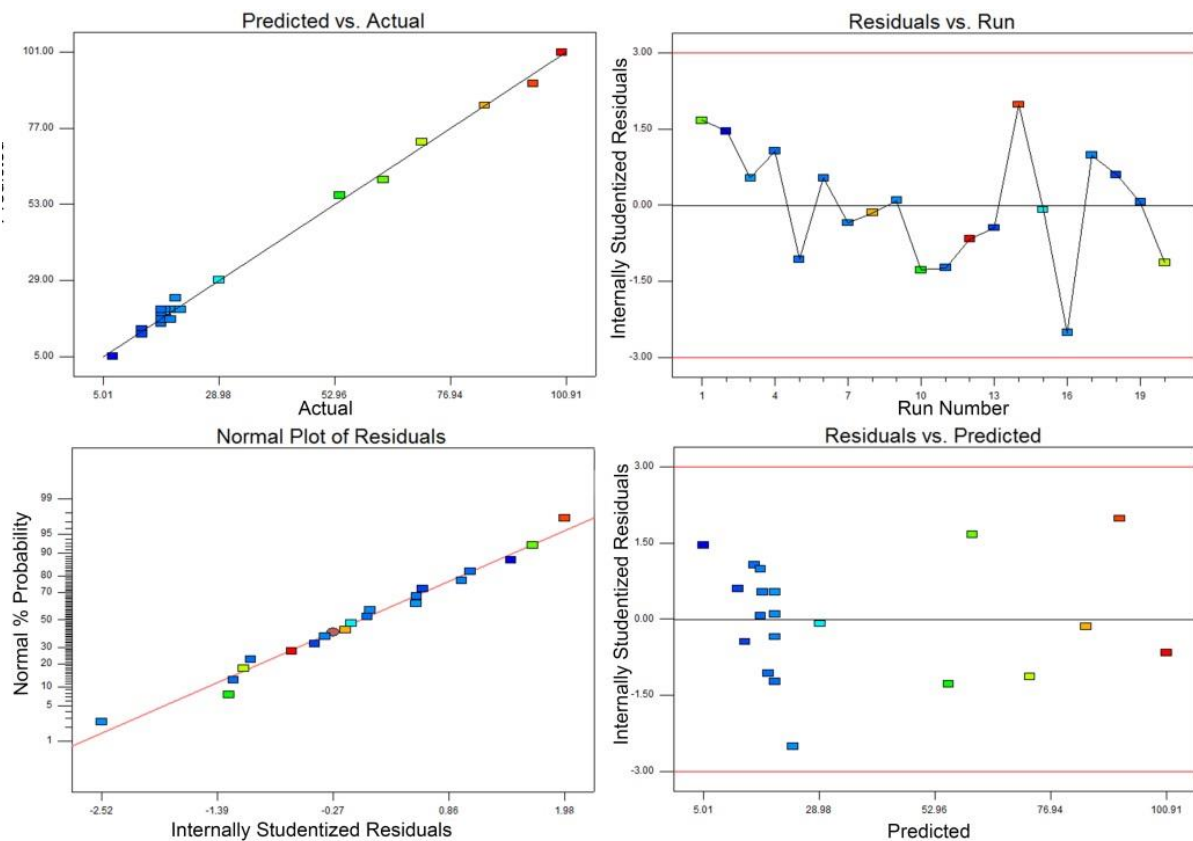 Predicted vs. Actual
101.00
77.00
53.00
29.00
5.00
5.01 28.98 52.96 76.94 100.91
Actual
Residuals vs. Run
Internally Studentized Residuals
3.00
1.50
0.00
-1.50
-3.00
1 4 7 10 13 16 19
Run Number
Normal Plot of Residuals
Normal % Probability
99
95
90
80
70
50
30
20
10
5
1
-2.52 -1.39 -0.27 0.86 1.98
Internally Studentized Residuals
Residuals vs. Predicted
Internally Studentized Residuals
3.00
1.50
0.00
-1.50
-3.00
5.01 28.98 52.96 76.94 100.91
Predicted